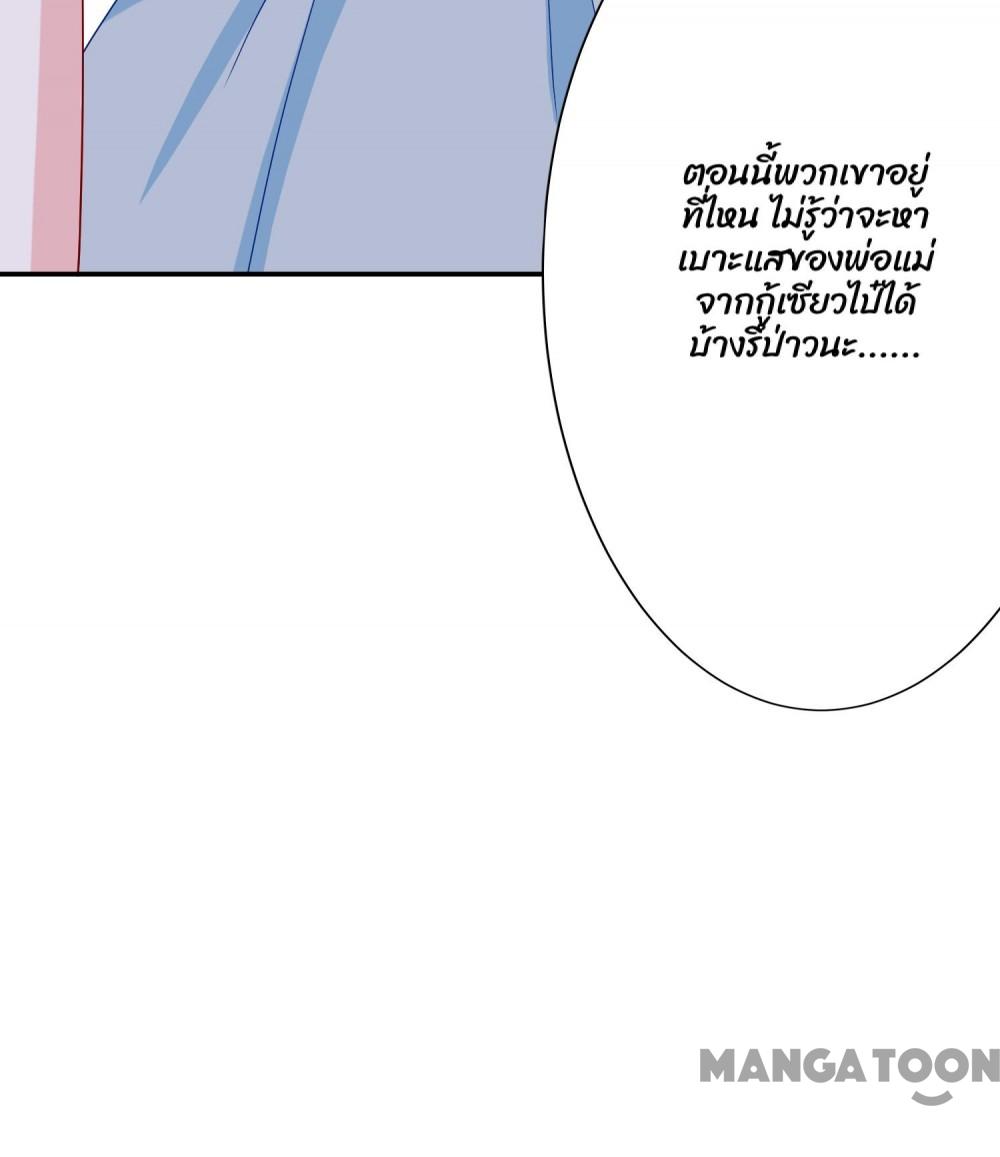 ตอนนี้พวกเขาอยู่
ที่ไหน ไม่รู้ว่าจะหา
เบาะแสของพ่อแม่
จากกู้เซียวไป๋ได้
บ้างรึป่าวนะ......
MANGATOON